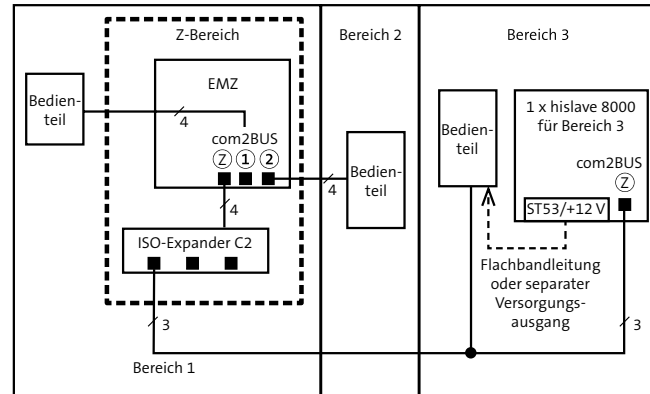 Z-Bereich
Bereich 2
Bereich 3
EMZ
Bedien-
teil
4
com2BUS
Z 1 2
4
4
ISO-Expander C2
3
Bereich 1
Bedien-
teil
Bedien-
teil
1 x hislave 8000
für Bereich 3
com2BUS
Z
ST53/+12 V
Flachbandleitung
oder separater
Versorgungs-
ausgang
3